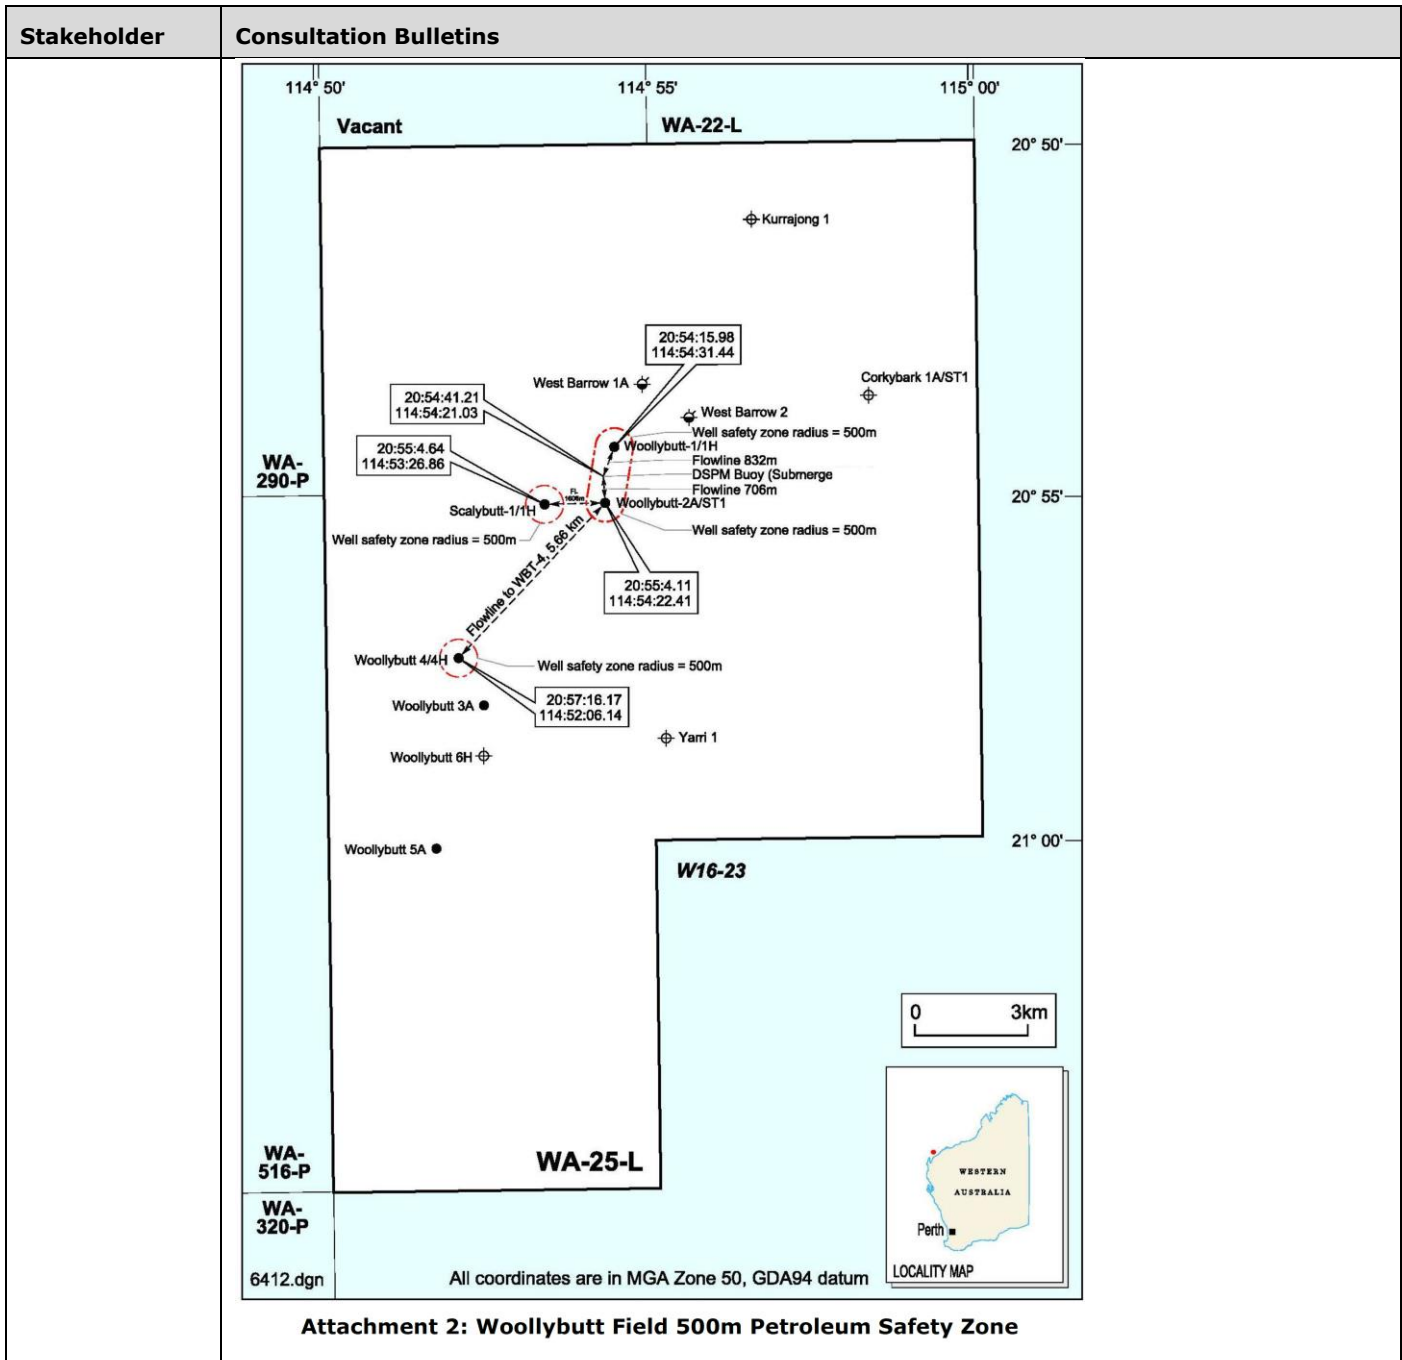 Stakeholder
Consultation Bulletins
114° 50'
114° 55'
115° 00'
Vacant
WA-22-L
20° 50'
Kurrajong 1
20:54:15.98
114:54:31.44
West Barrow 1A
Corkybark 1A/ST1
20:54:41.21
114:54:21.03
West Barrow 2
Well safety zone radius = 500m
Woollybutt-1/1H
20:55:4.64
114:53:26.86
Flowline 832m
WA-
290-P
DSPM Buoy (Submerge
Flowline 706m
20° 55'
FL
1606m
Woollybutt-2A/ST1
Scalybutt-1/1H
Well safety zone radius = 500m
Well safety zone radius = 500m
Flowline to WBT-4, 5.66 km
20:55:4.11
114:54:22.41
Woollybutt 4/4H
Well safety zone radius = 500m
20:57:16.17
114:52:06.14
Woollybutt 3A
Yarri 1
Woollybutt 6H
21° 00'
Woollybutt 5A
W16-23
0 3km
WA-
516-P
WA-25-L
WESTERN
AUSTRALIA
WA-
320-P
Perth
LOCALITY MAP
6412.dgn
All coordinates are in MGA Zone 50, GDA94 datum
Attachment 2: Woollybutt Field 500m Petroleum Safety Zone